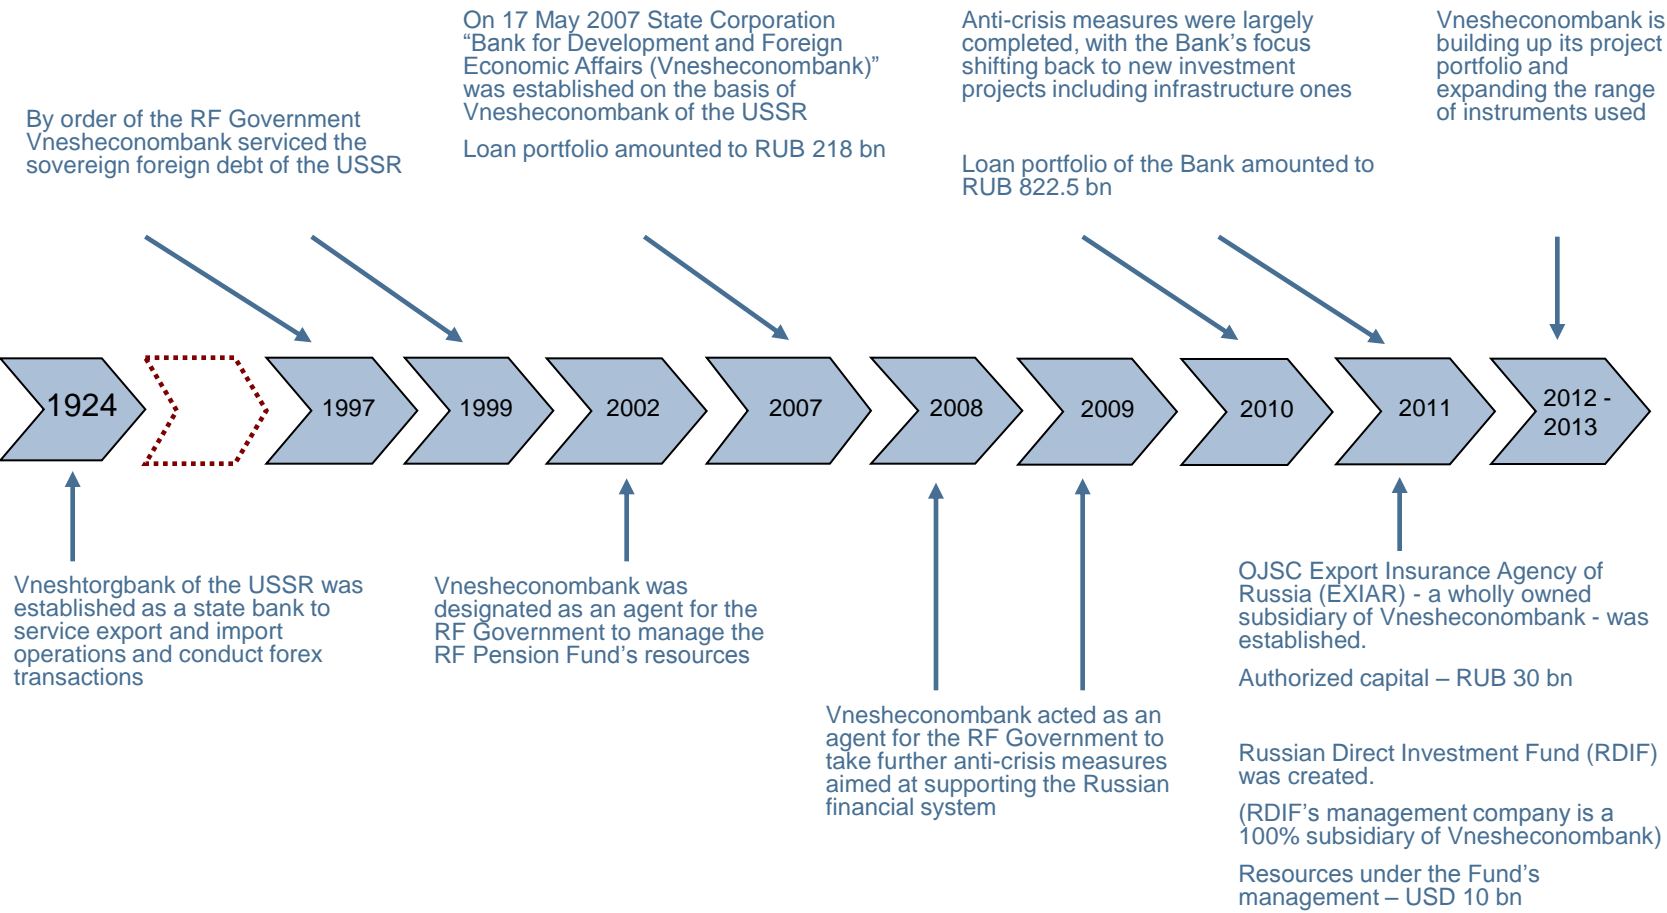 On 17 May 2007 State Corporation
“Bank for Development and Foreign
Economic Affairs (Vnesheconombank)”
was established on the basis of
Vnesheconombank of the USSR
Loan portfolio amounted to RUB 218 bn
Anti-crisis measures were largely
completed, with the Bank’s focus
shifting back to new investment
projects including infrastructure ones
Loan portfolio of the Bank amounted to
RUB 822.5 bn
Vnesheconombank is
building up its project
portfolio and
expanding the range
of instruments used
By order of the RF Government
Vnesheconombank serviced the
sovereign foreign debt of the USSR
1924
1997
1999
2002
2007
2008
2009
2010
2011
2012 -
2013
Vneshtorgbank of the USSR was
established as a state bank to
service export and import
operations and conduct forex
transactions
Vnesheconombank was
designated as an agent for the
RF Government to manage the
RF Pension Fund’s resources
Vnesheconombank acted as an
agent for the RF Government to
take further anti-crisis measures
aimed at supporting the Russian
financial system
OJSC Export Insurance Agency of
Russia (EXIAR) - a wholly owned
subsidiary of Vnesheconombank - was
established.
Authorized capital – RUB 30 bn
Russian Direct Investment Fund (RDIF)
was created.
(RDIF’s management company is a
100% subsidiary of Vnesheconombank)
Resources under the Fund’s
management – USD 10 bn